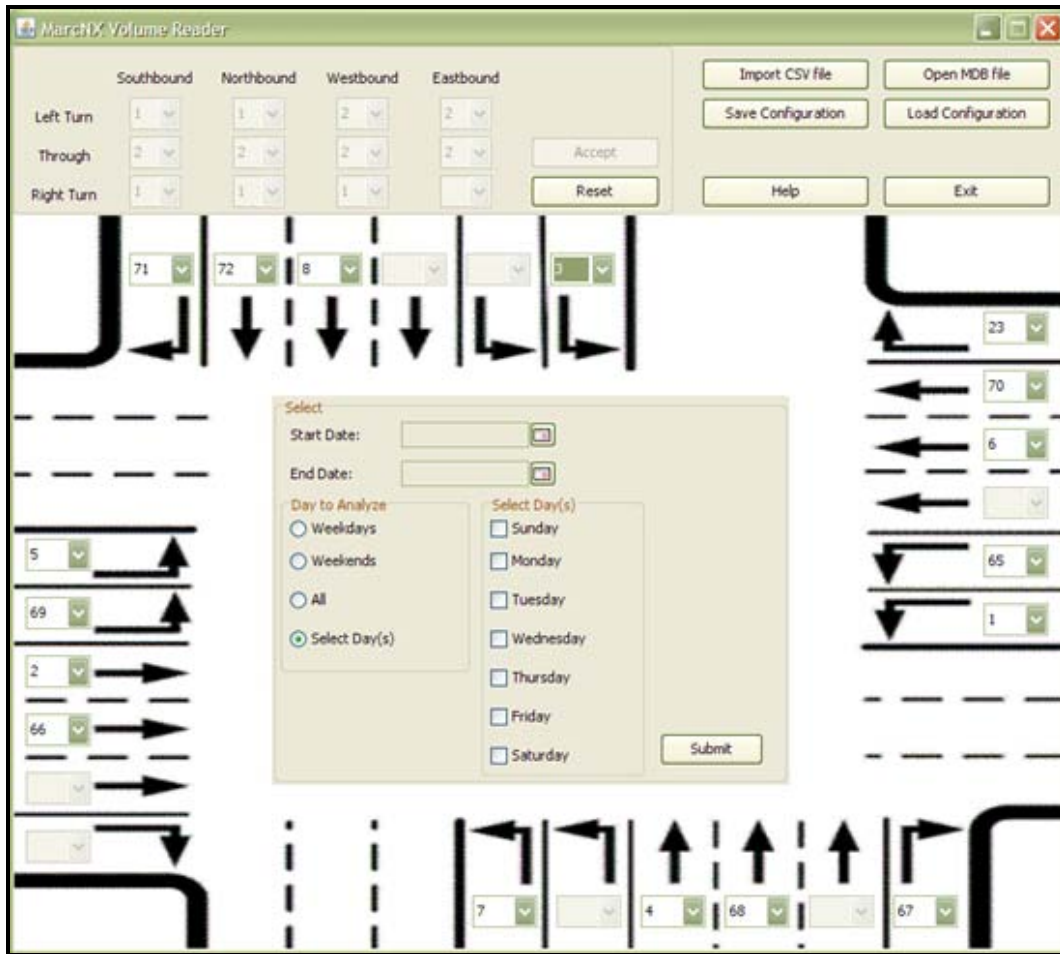 MarcNX Volume Reader
Southbound Northbound Westbound Eastbound
Left Turn 1 1 2 2
Through 2 2 2 2
Right Turn 1 1 1
Accept
Reset
Import CSV file Open MDB file
Save Configuration Load Configuration
Help Exit
71 72 8 3
23
70
6
65
1
5
69
2
66
Select
Start Date:
End Date:
Day to Analyze
Weekdays
Weekends
All
Select Day(s)
Select Day(s)
Sunday
Monday
Tuesday
Wednesday
Thursday
Friday
Saturday
Submit
7 4 68 67